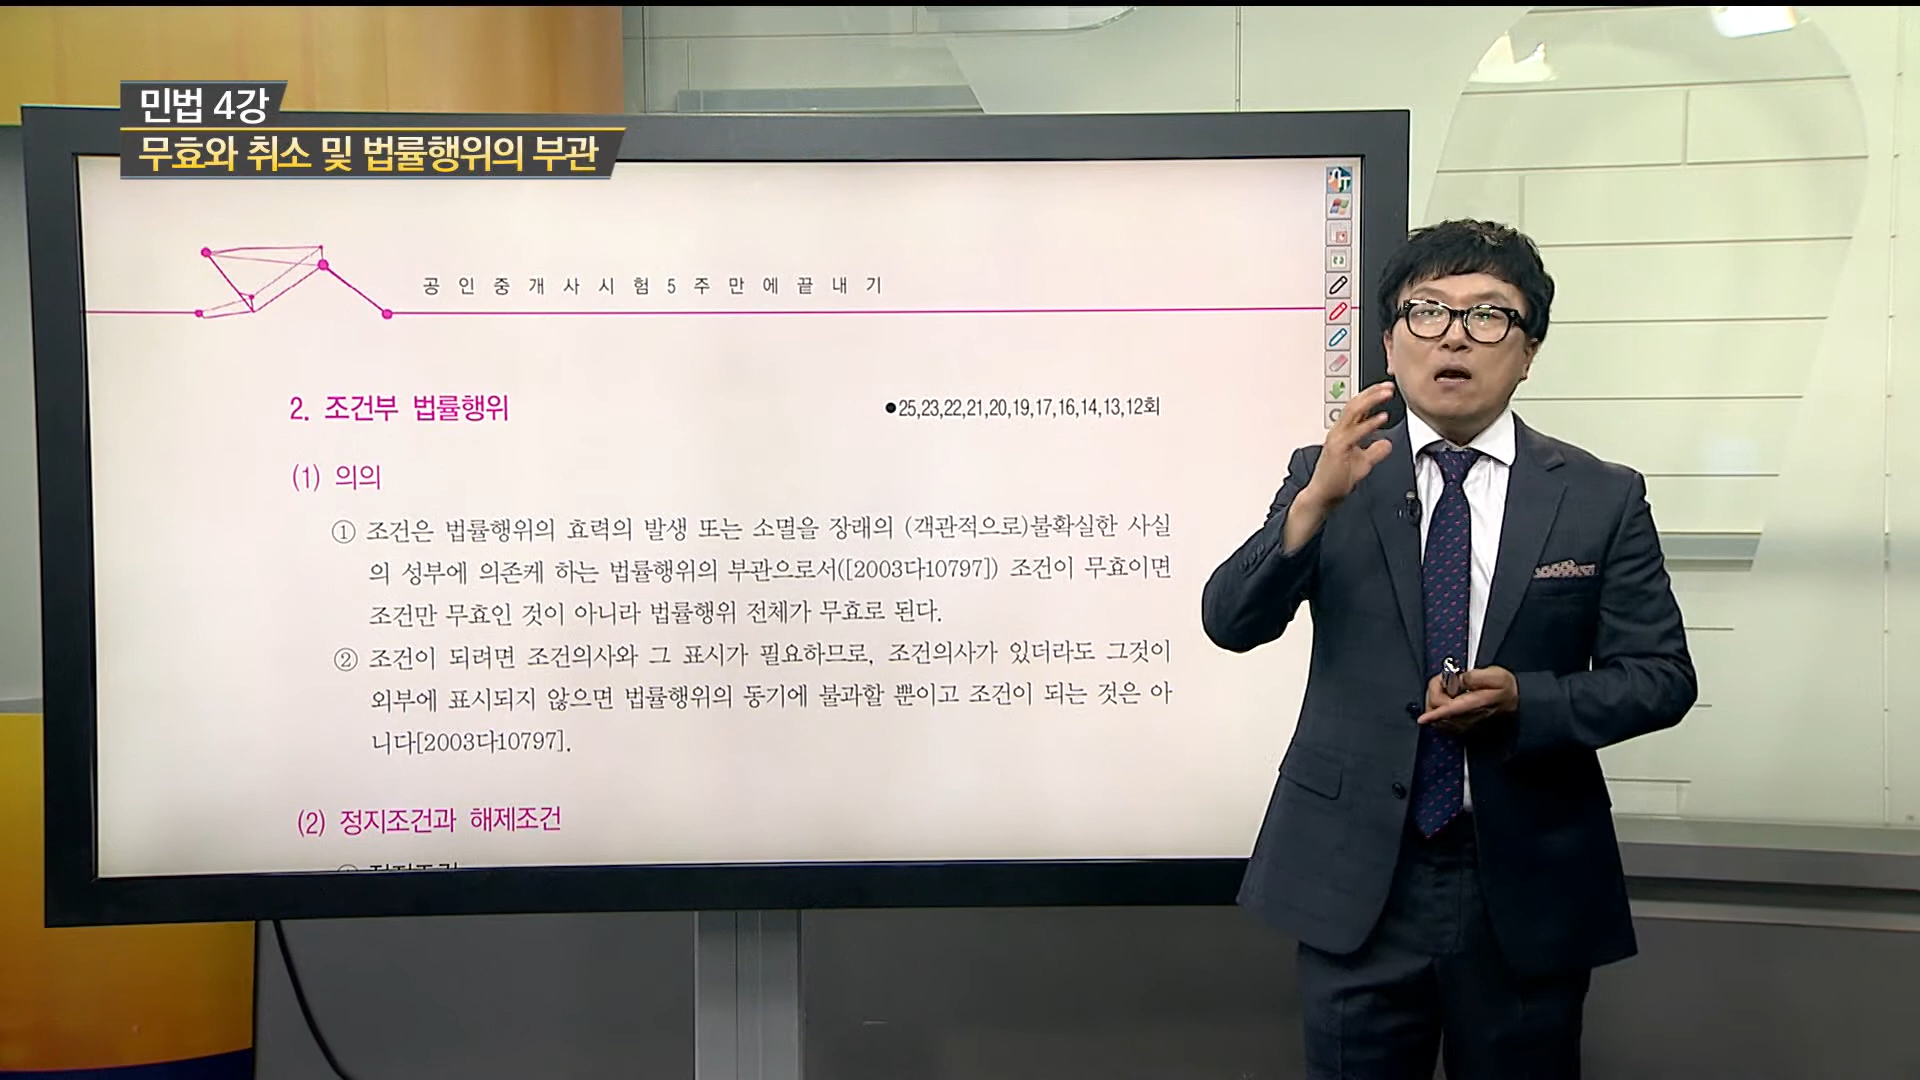 민법 4강
무효와 취소 및 법률행위의 부관
공인중개사시험5주만에끝내기
2. 조건부 법률행위
●25,23,22,21,20,19,17,16,14,13,12회
(1) 의의
① 조건은 법률행위의 효력의 발생 또는 소멸을 장래의 (객관적으로)불확실한 사실
의 성부에 의존케 하는 법률행위의 부관으로서([2003다10797]) 조건이 무효이면
조건만 무효인 것이 아니라 법률행위 전체가 무효로 된다.
② 조건이 되려면 조건의사와 그 표시가 필요하므로, 조건의사가 있더라도 그것이
외부에 표시되지 않으면 법률행위의 동기에 불과할 뿐이고 조건이 되는 것은 아
니다[2003다10797].
(2) 정지조건과 해제조건